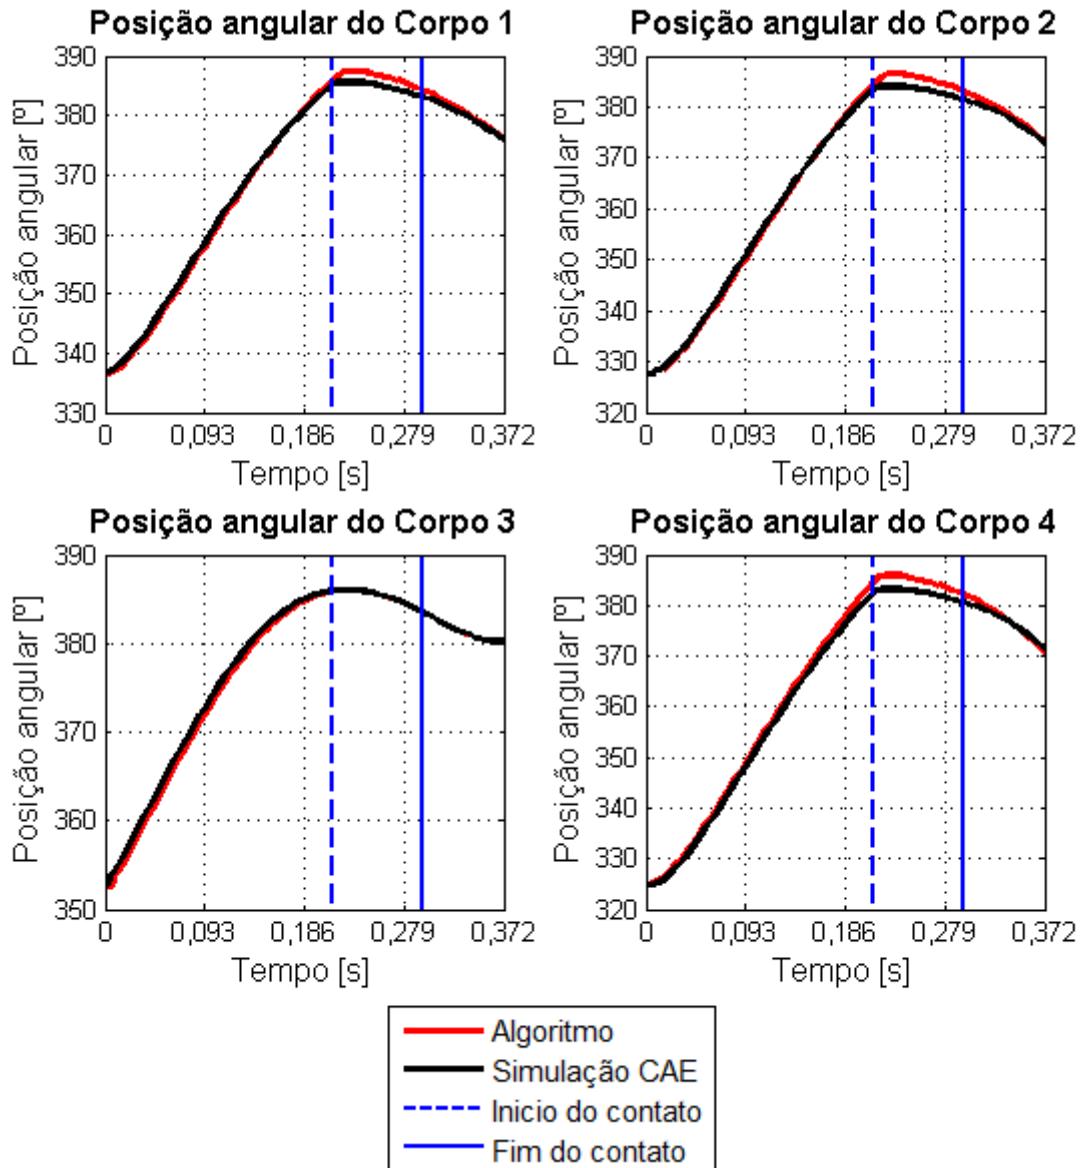 Posição angular do Corpo 1
Posição angular [º]
390
380
370
360
350
340
330
0 0,093 0,186 0,279 0,372
Tempo [s]
Posição angular do Corpo 2
Posição angular [º]
390
380
370
360
350
340
330
320
0 0,093 0,186 0,279 0,372
Tempo [s]
Posição angular do Corpo 3
Posição angular [º]
390
380
370
360
350
0 0,093 0,186 0,279 0,372
Tempo [s]
Posição angular do Corpo 4
Posição angular [º]
390
380
370
360
350
340
330
320
0 0,093 0,186 0,279 0,372
Tempo [s]
Algoritmo
Simulação CAE
Inicio do contato
Fim do contato